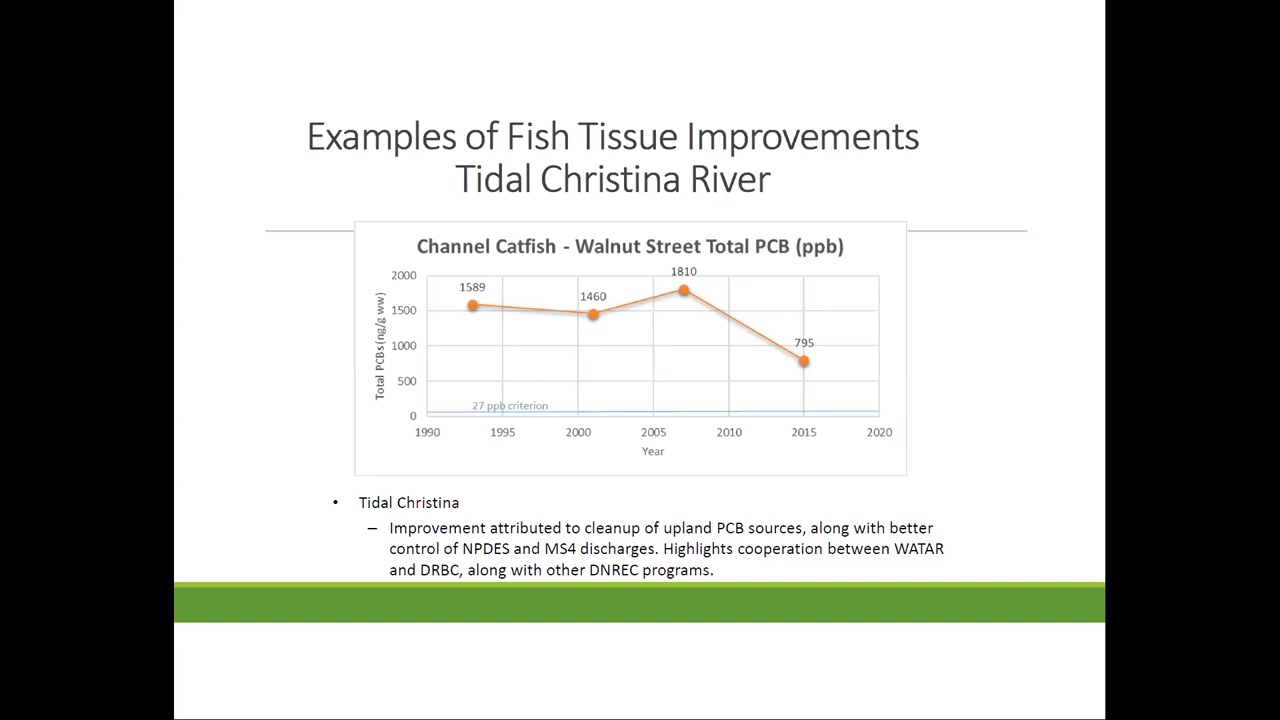 Examples of Fish Tissue Improvements
Tidal Christina River
Channel Catfish - Walnut Street Total PCB (ppb)
Total PCBs (ng/g ww)
2000
1500
1000
500
0
1589
1460
1810
795
27 ppb criterion
1990 1995 2000 2005 2010 2015 2020
Year
• Tidal Christina
– Improvement attributed to cleanup of upland PCB sources, along with better
control of NPDES and MS4 discharges. Highlights cooperation between WATAR
and DRBC, along with other DNREC programs.